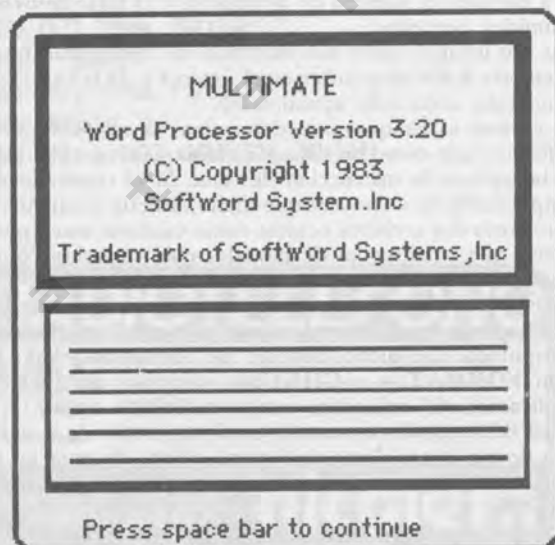 MULTIMATE
Word Processor Version 3.20
(C) Copyright 1983
SoftWord System.Inc
Trademark of SoftWord Systems,Inc
Press space bar to continue